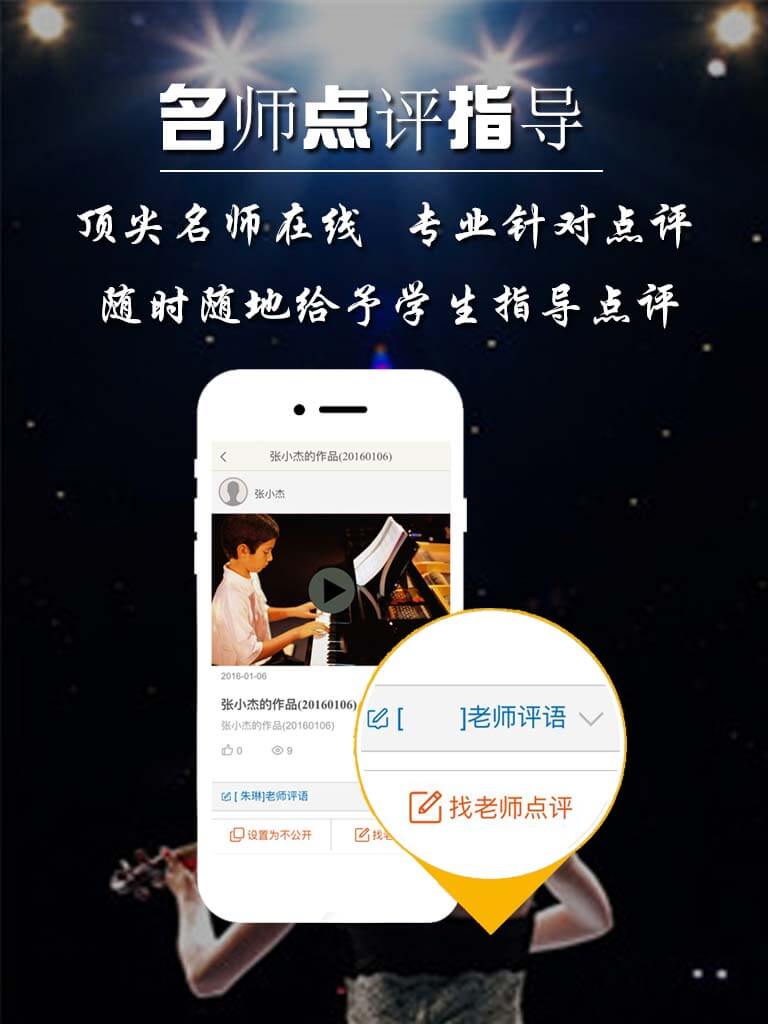 名师点评指导
顶尖名师在线 专业针对点评
随时随地给予学生指导点评
张小杰的作品(20160106)
张小杰
2016-01-06
张小杰的作品(20160106)
张小杰的作品(20160106)
0 9
[ ]老师评语
[ 朱琳]老师评语
找老师点评
设置为不公开 找老